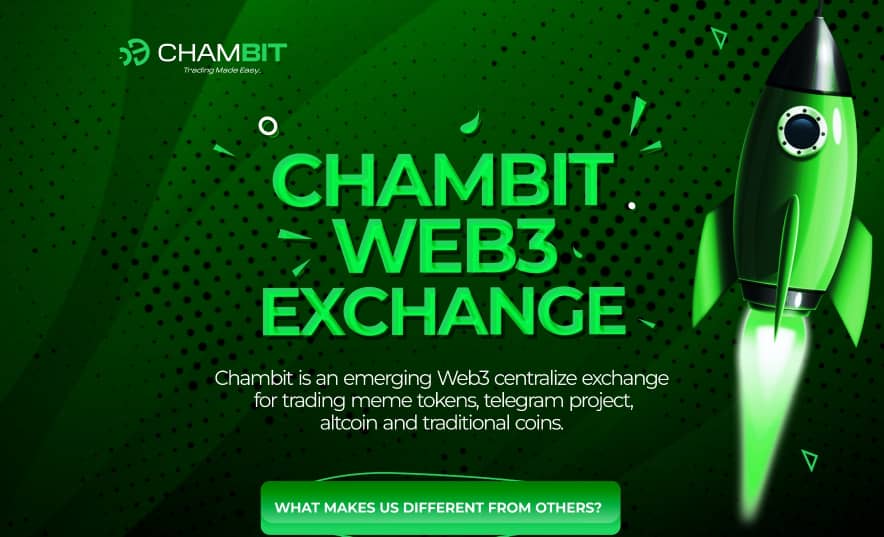 CHAMBIT
Trading Made Easy.
CHAMBIT
WEB3
EXCHANGE
Chambit is an emerging Web3 centralize exchange
for trading meme tokens, telegram project,
altcoin and traditional coins.
WHAT MAKES US DIFFERENT FROM OTHERS?